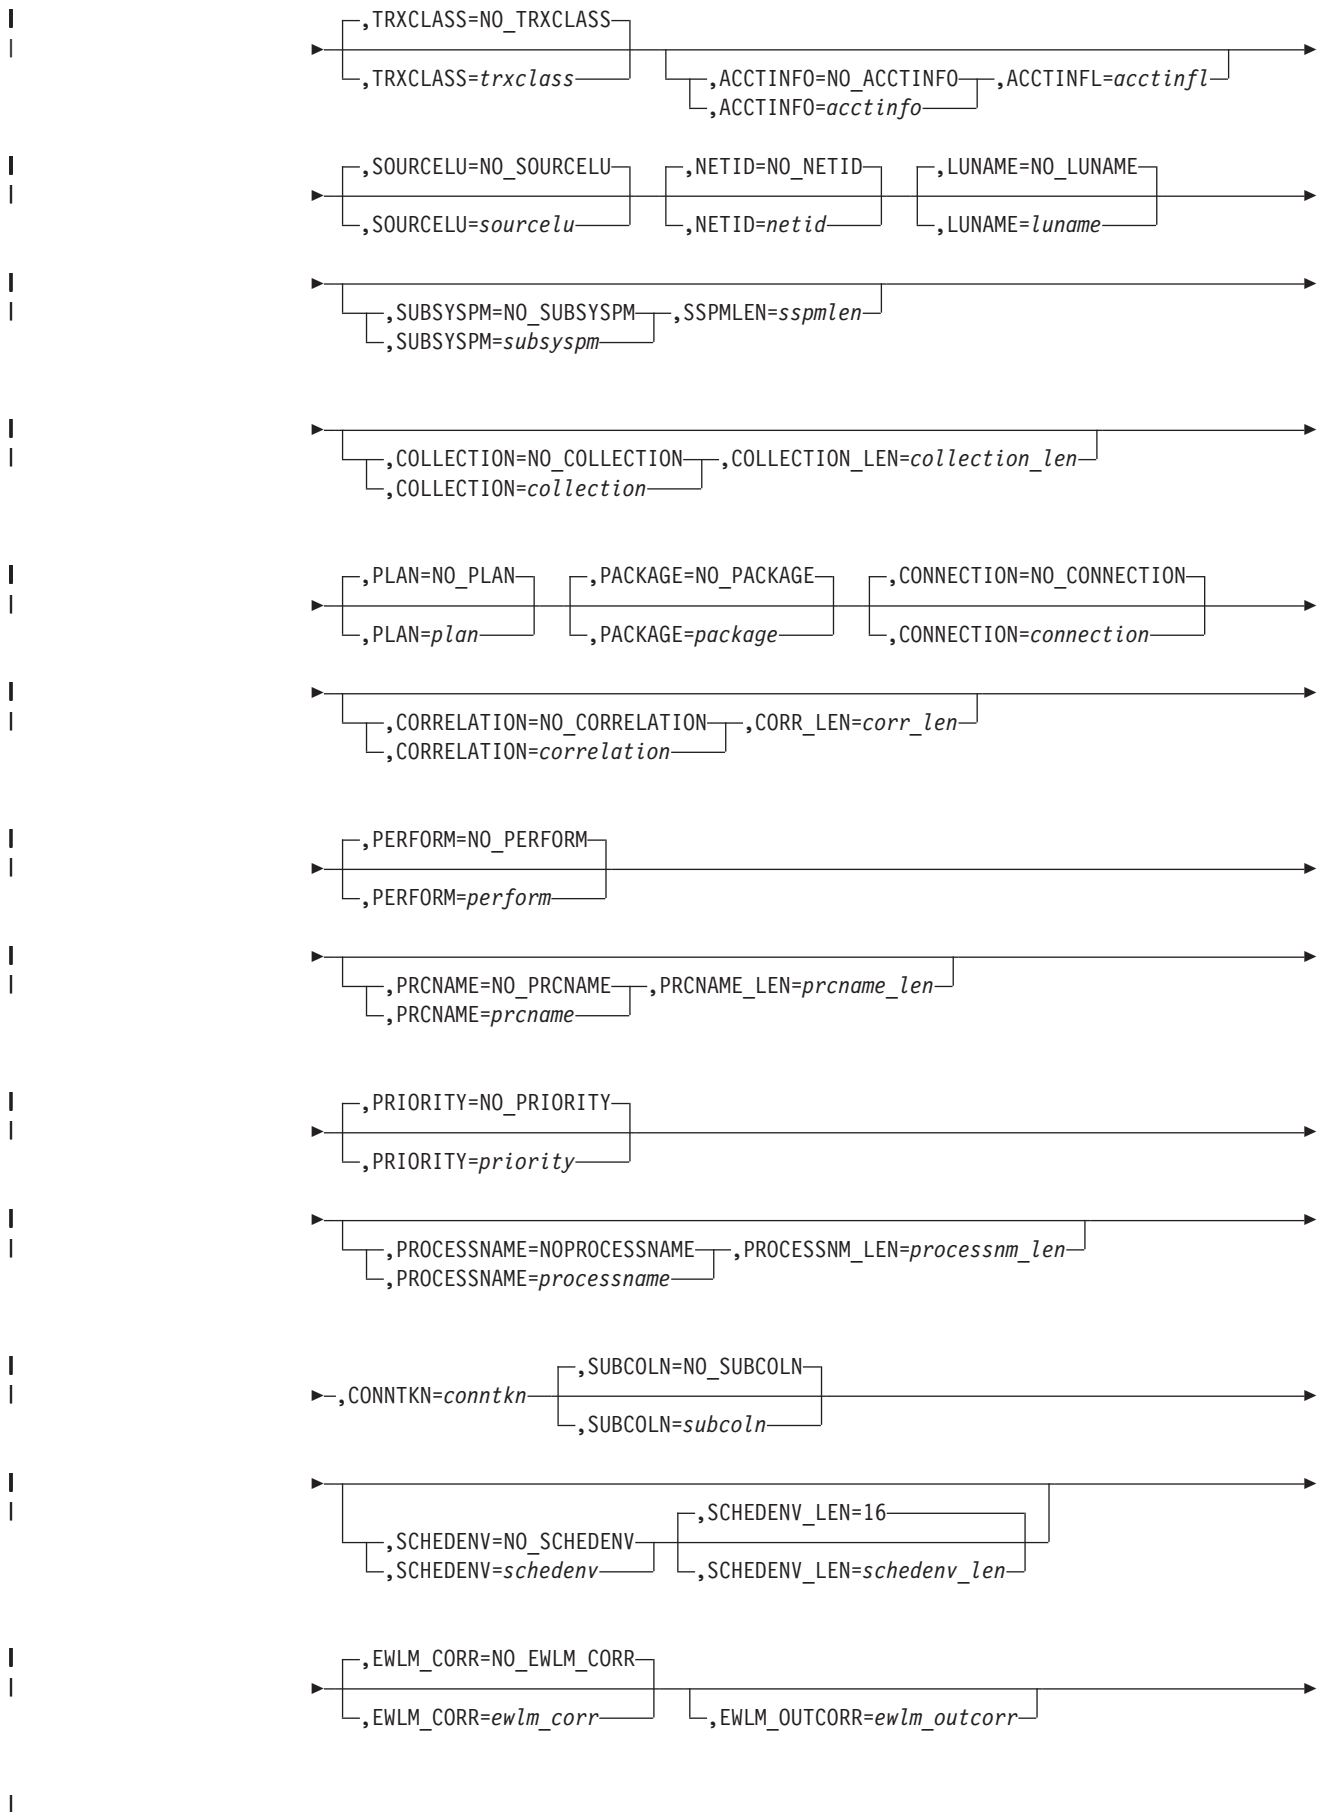 ,TRXCLASS=NO_TRXCLASS
,TRXCLASS=trxclass
,ACCTINFO=NO_ACCTINFO ,ACCTINFL=acctinfl
,ACCTINFO=acctinfo
,SOURCELU=NO_SOURCELU ,NETID=NO_NETID ,LUNAME=NO_LUNAME
,SOURCELU=sourcelu ,NETID=netid ,LUNAME=luname
,SUBSYSPM=NO_SUBSYSPM ,SSPMLEN=sspmlen
,SUBSYSPM=subsyspm
,COLLECTION=NO_COLLECTION ,COLLECTION_LEN=collection_len
,COLLECTION=collection
,PLAN=NO_PLAN ,PACKAGE=NO_PACKAGE ,CONNECTION=NO_CONNECTION
,PLAN=plan ,PACKAGE=package ,CONNECTION=connection
,CORRELATION=NO_CORRELATION ,CORR_LEN=corr_len
,CORRELATION=correlation
,PERFORM=NO_PERFORM
,PERFORM=perform
,PRCNAME=NO_PRCNAME ,PRCNAME_LEN=prcname_len
,PRCNAME=prcname
,PRIORITY=NO_PRIORITY
,PRIORITY=priority
,PROCESSNAME=NOPROCESSNAME ,PROCESSNM_LEN=processnm_len
,PROCESSNAME=processname
,SUBCOLN=NO_SUBCOLN
,CONNTKN=conntkn
,SUBCOLN=subcoln
,SCHEDENV_LEN=16
,SCHEDENV=NO_SCHEDENV
,SCHEDENV=schedenv ,SCHEDENV_LEN=schedenv_len
,EWLM_CORR=NO_EWLM_CORR
,EWLM_CORR=ewlm_corr ,EWLM_OUTCORR=ewlm_outcorr